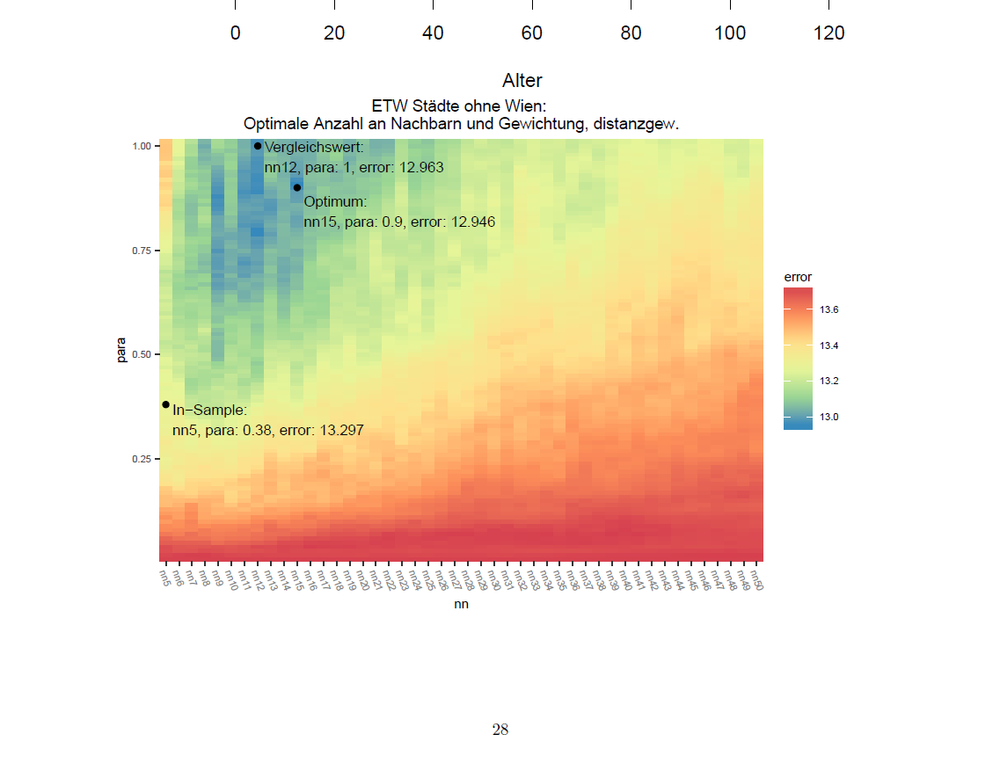 0 20 40 60 80 100 120
Alter
ETW Städte ohne Wien:
Optimale Anzahl an Nachbarn und Gewichtung, distanzgew.
1.00
Vergleichswert:
nn12, para: 1, error: 12.963
Optimum:
nn15, para: 0.9, error: 12.946
0.75
error
13.6
13.4
13.2
13.0
para
0.50
In−Sample:
nn5, para: 0.38, error: 13.297
0.25
nn5 nn6 nn7 nn8 nn9 nn10 nn11 nn12 nn13 nn14 nn15 nn16 nn17 nn18 nn19 nn20 nn21 nn22 nn23 nn24 nn25 nn26 nn27 nn28 nn29 nn30 nn31 nn32 nn33 nn34 nn35 nn36 nn37 nn38 nn39 nn40 nn41 nn42 nn43 nn44 nn45 nn46 nn47 nn48 nn49 nn50
nn
28